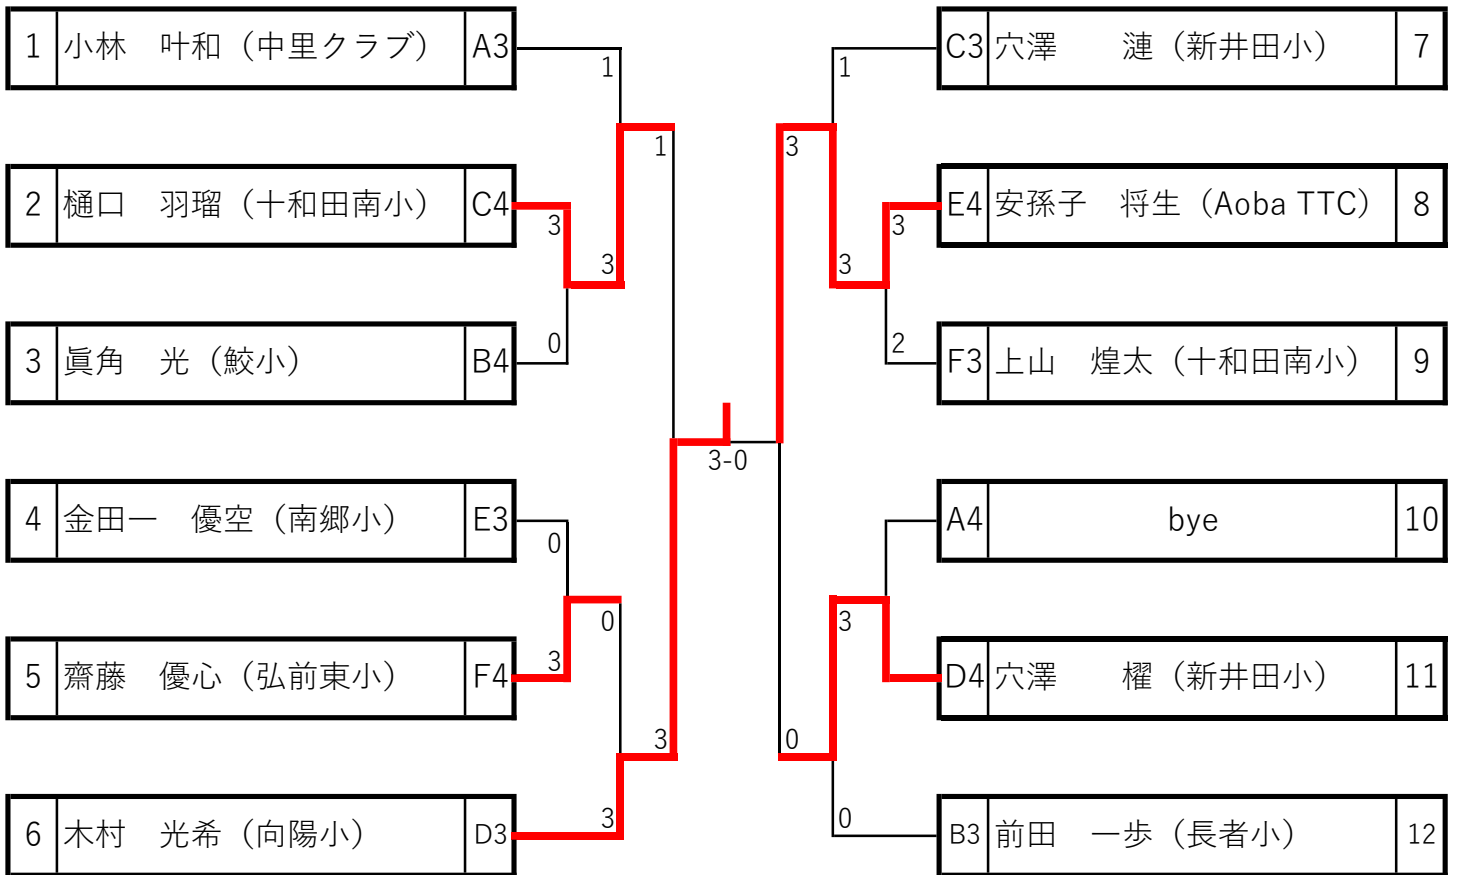 1 小林 叶和（中里クラブ） A3
1
2 樋口 羽瑠（十和田南小） C4
3
3
1
3 眞角 光（鮫小） B4
0
4 金田一 優空（南郷小） E3
0
5 齋藤 優心（弘前東小） F4
3
0
6 木村 光希（向陽小） D3
3
3
3-0
C3 穴澤 漣（新井田小） 7
1
E4 安孫子 将生（Aoba TTC） 8
3
3
3
F3 上山 煌太（十和田南小） 9
2
A4 bye 10
D4 穴澤 櫂（新井田小） 11
3
0
B3 前田 一歩（長者小） 12
0